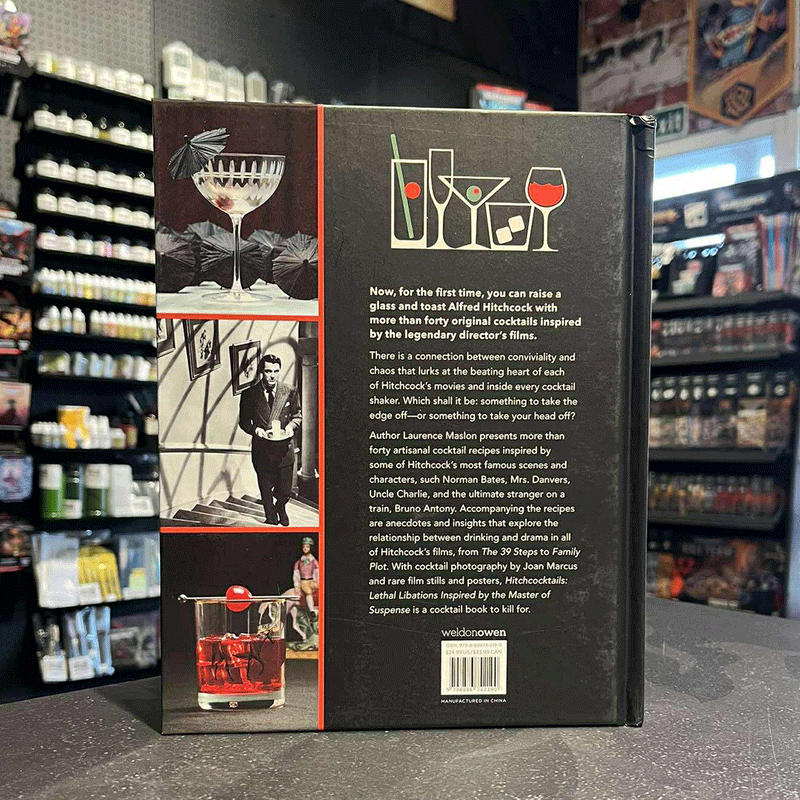 Now, for the first time, you can raise a
glass and toast Alfred Hitchcock with
more than forty original cocktails inspired
by the legendary director's films.
There is a connection between conviviality and
chaos that lurks at the beating heart of each
of Hitchcock's movies and inside every cocktail
shaker. Which shall it be: something to take the
edge off—or something to take your head off?
Author Laurence Maslon presents more than
forty artisanal cocktail recipes inspired by
some of Hitchcock's most famous scenes and
characters, such Norman Bates, Mrs. Danvers,
Uncle Charlie, and the ultimate stranger on a
train, Bruno Antony. Accompanying the recipes
are anecdotes and insights that explore the
relationship between drinking and drama in all
of Hitchcock's films, from The 39 Steps to Family
Plot. With cocktail photography by Joan Marcus
and rare film stills and posters, Hitchcocktails:
Lethal Libations Inspired by the Master of
Suspense is a cocktail book to kill for.
weldonowen
$24.99 US/$33.99 CAN
MANUFACTURED IN CHINA